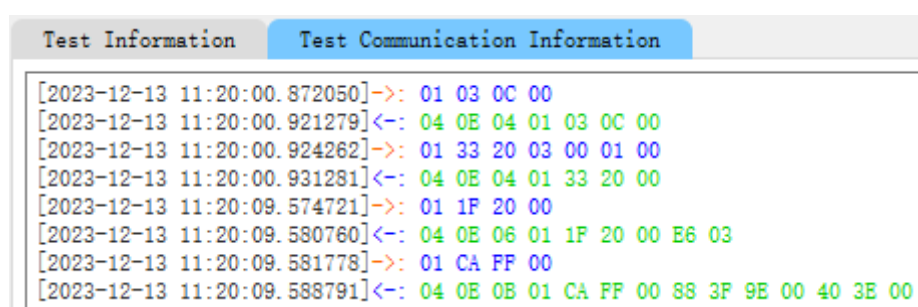 Test Information Test Communication Information
[2023-12-13 11:20:00.872050]->: 01 03 0C 00
[2023-12-13 11:20:00.921279]<-: 04 0E 04 01 03 0C 00
[2023-12-13 11:20:00.924262]->: 01 33 20 03 00 01 00
[2023-12-13 11:20:00.931281]<-: 04 0E 04 01 33 20 00
[2023-12-13 11:20:09.574721]->: 01 1F 20 00
[2023-12-13 11:20:09.580760]<-: 04 0E 06 01 1F 20 00 E6 03
[2023-12-13 11:20:09.581778]->: 01 CA FF 00
[2023-12-13 11:20:09.588791]<-: 04 0E 0B 01 CA FF 00 88 3F 9E 00 40 3E 00